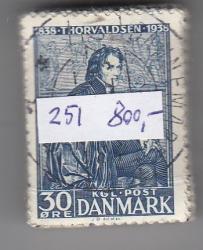 1838 · THORVALDSEN · 1938
251 800,-
KGL · POST
30 DANMARK
ØRE